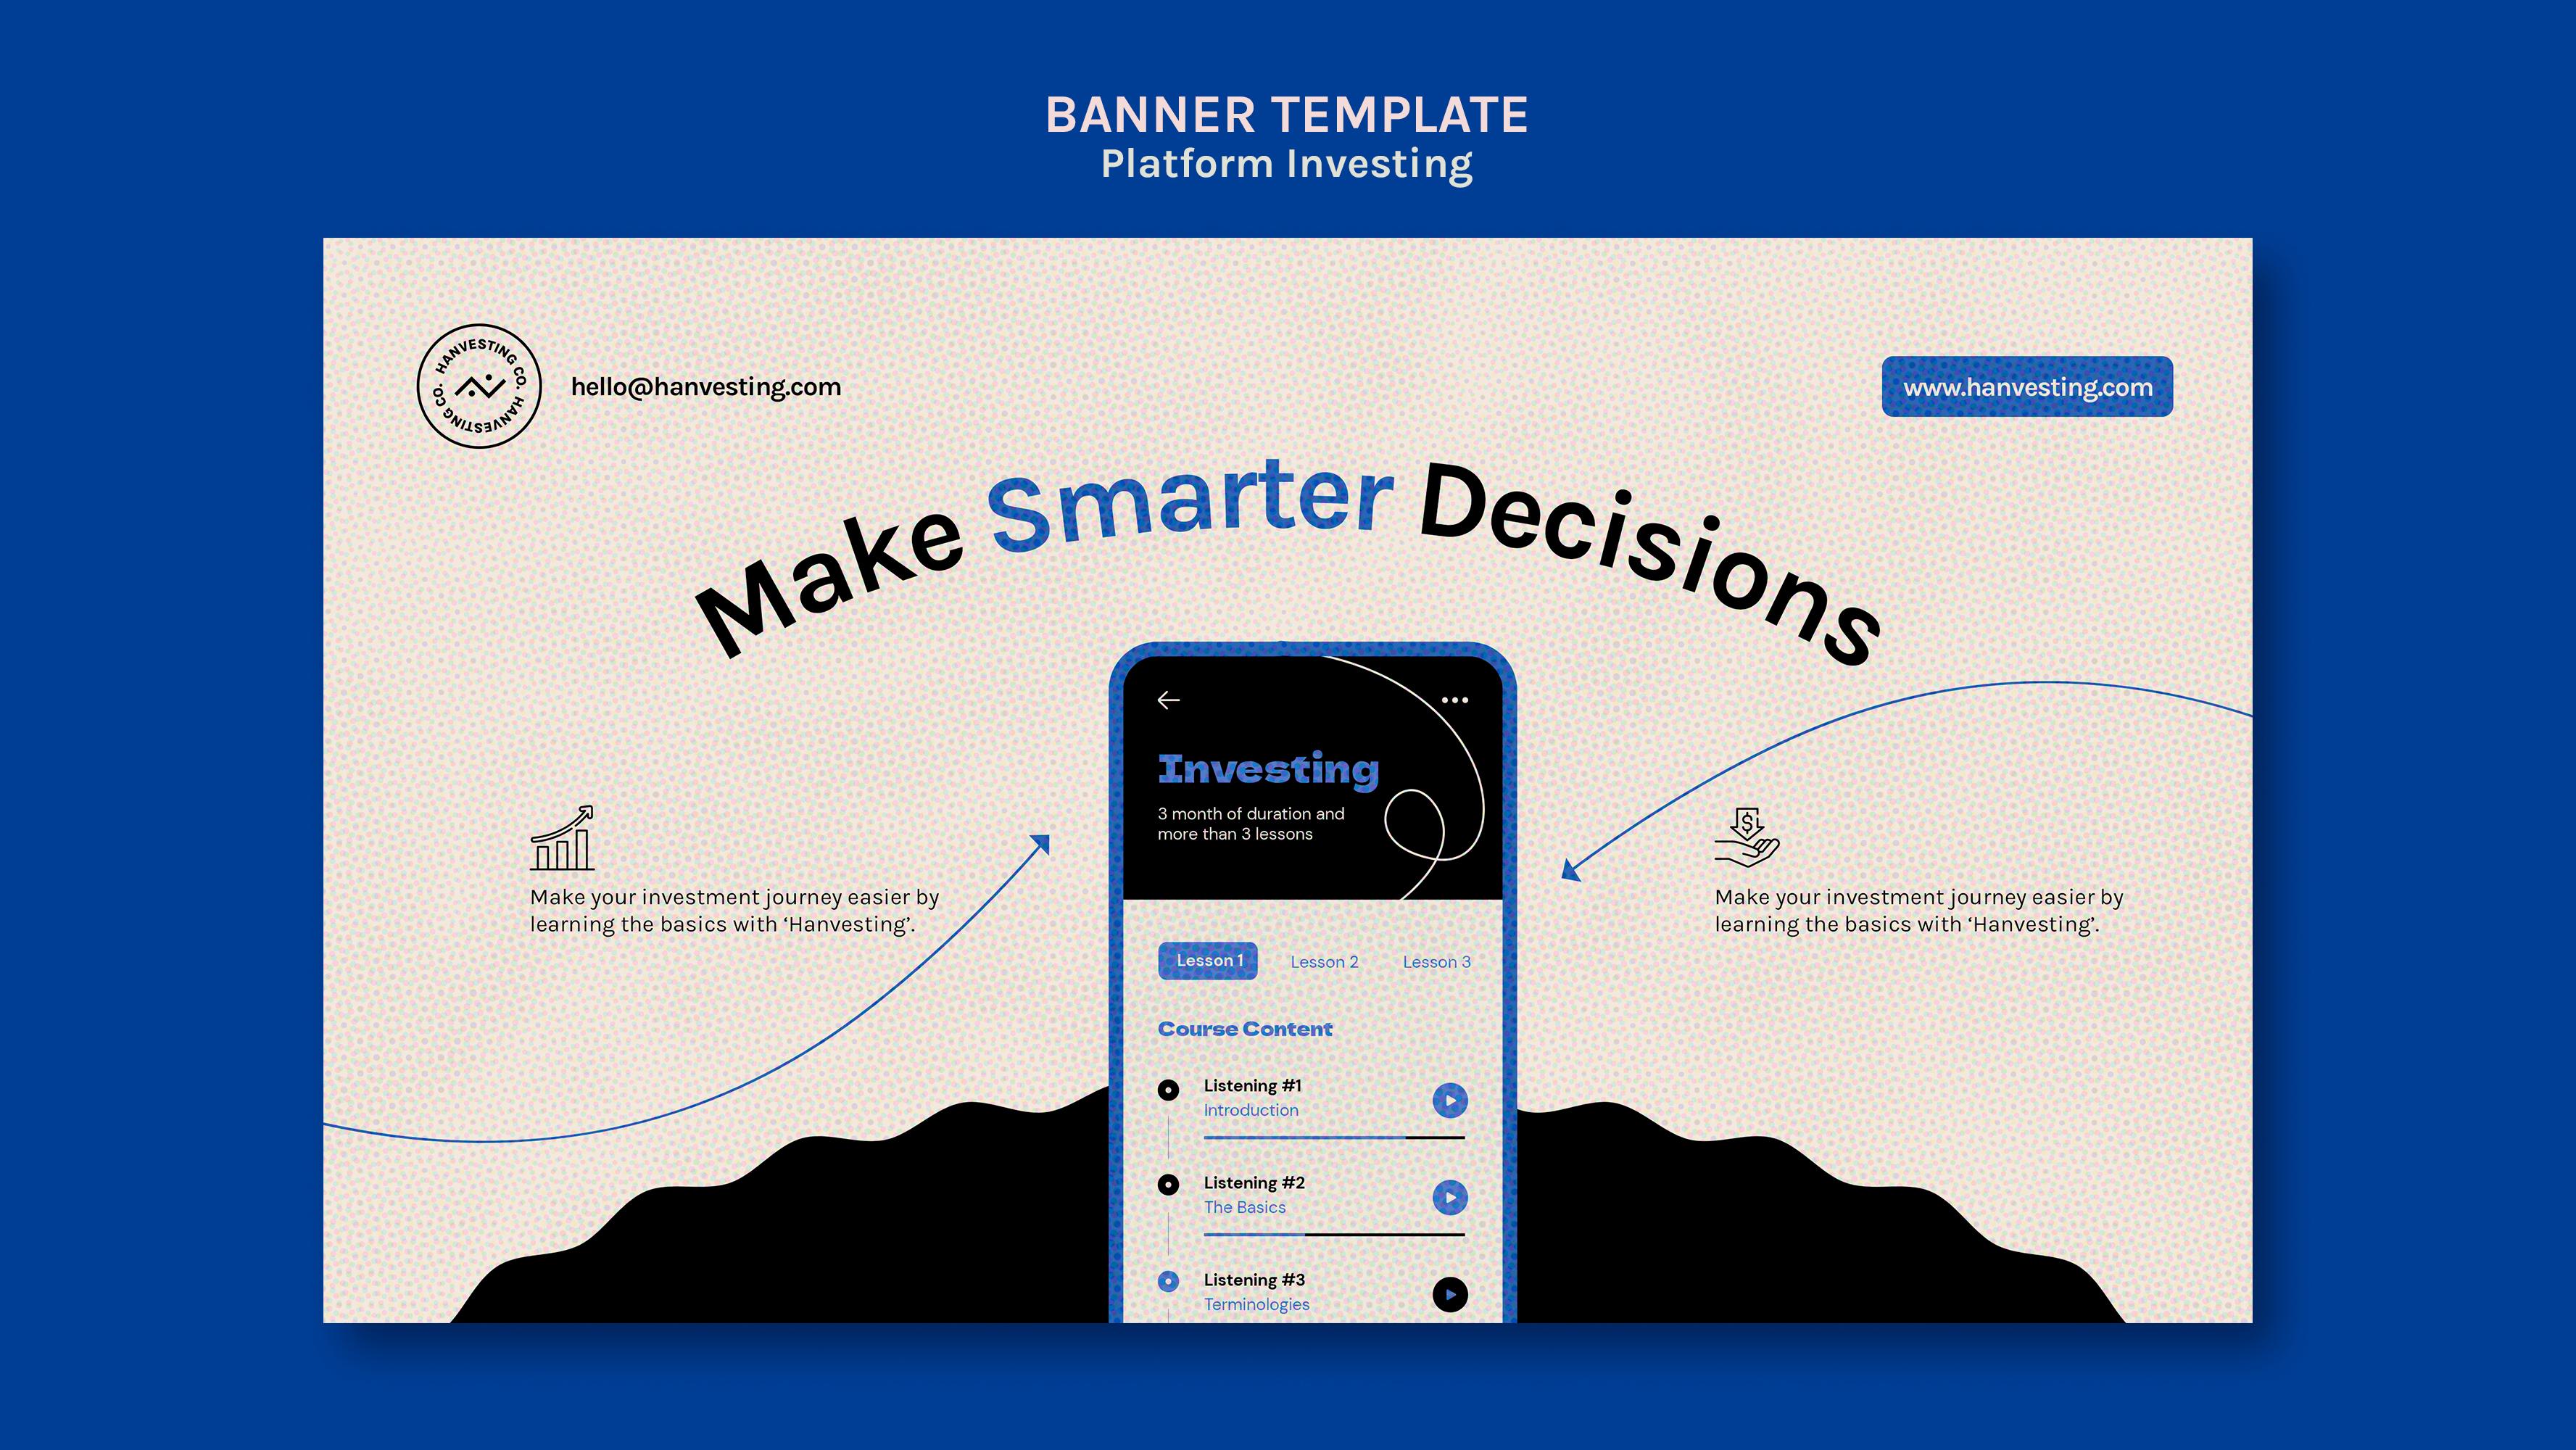 BANNER TEMPLATE
Platform Investing
HANVESTING CO. HANVESTING CO.
hello@hanvesting.com
www.hanvesting.com
Make Smarter Decisions
Investing
3 month of duration and
more than 3 lessons
$
Make your investment journey easier by
learning the basics with ‘Hanvesting’.
$
Make your investment journey easier by
learning the basics with ‘Hanvesting’.
Lesson 1 Lesson 2 Lesson 3
Course Content
Listening #1
Introduction
Listening #2
The Basics
Listening #3
Terminologies